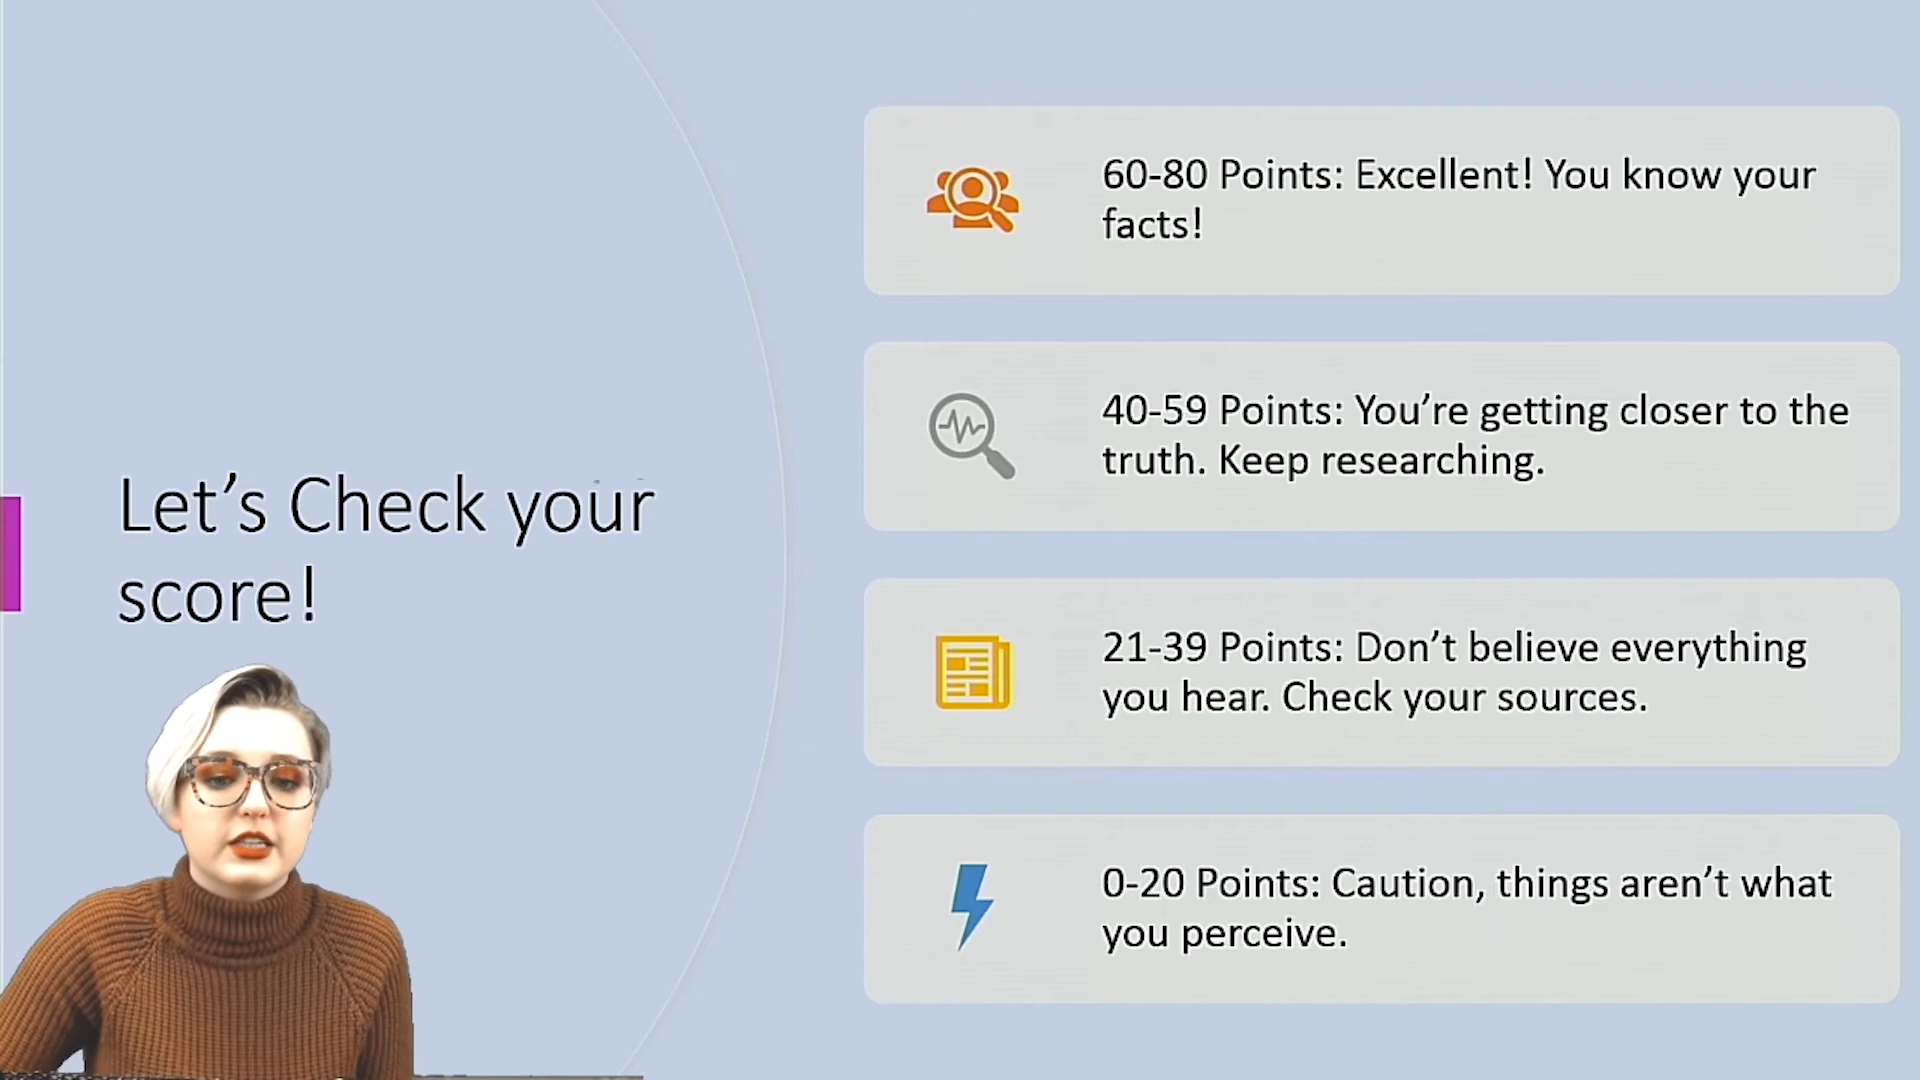 Let’s Check your
score!
60-80 Points: Excellent! You know your
facts!
40-59 Points: You’re getting closer to the
truth. Keep researching.
21-39 Points: Don’t believe everything
you hear. Check your sources.
0-20 Points: Caution, things aren’t what
you perceive.